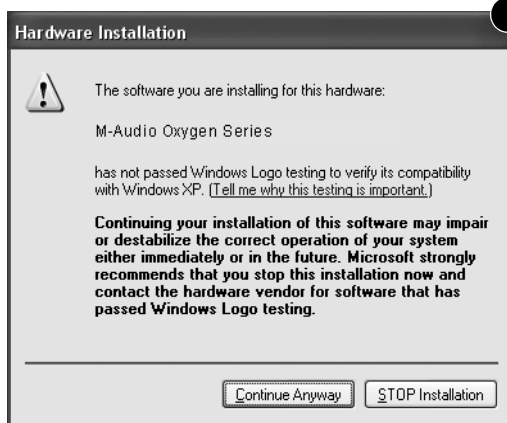 Hardware Installation
The software you are installing for this hardware:
M-Audio Oxygen Series
has not passed Windows Logo testing to verify its compatibility
with Windows XP. (Tell me why this testing is important.)
Continuing your installation of this software may impair
or destabilize the correct operation of your system
either immediately or in the future. Microsoft strongly
recommends that you stop this installation now and
contact the hardware vendor for software that has
passed Windows Logo testing.
Continue Anyway STOP Installation